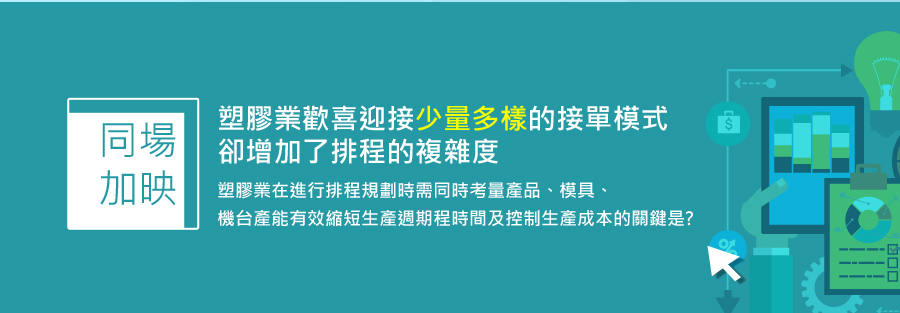 同場
加映
塑膠業歡喜迎接少量多樣的接單模式
卻增加了排程的複雜度
塑膠業在進行排程規劃時需同時考量產品、模具、
機台產能有效縮短生產週期程時間及控制生產成本的關鍵是?
$
%